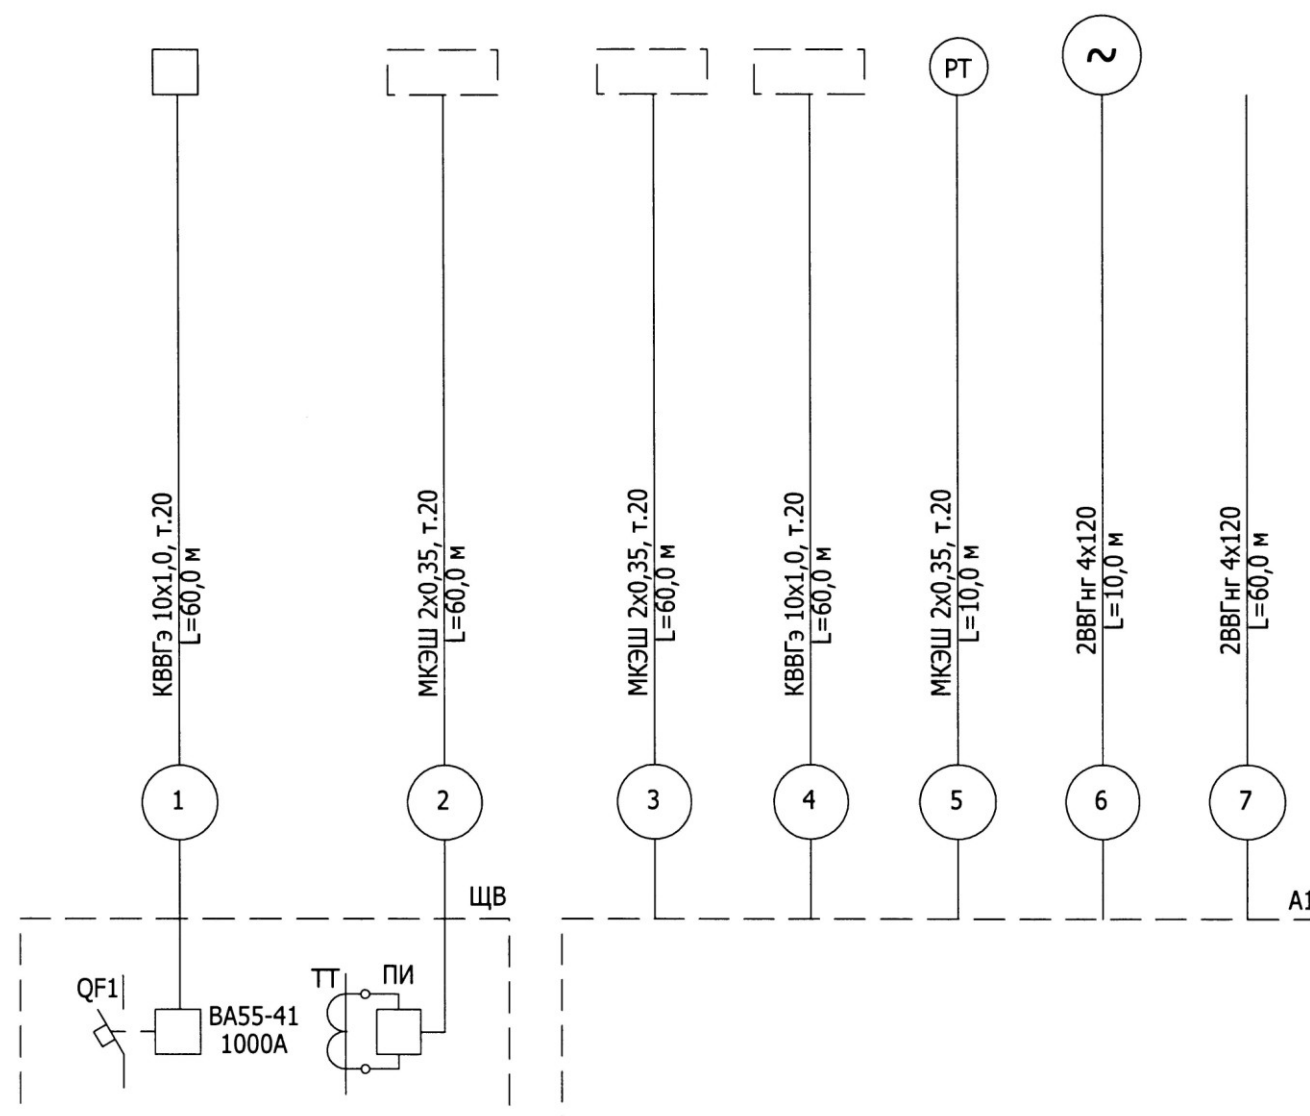 PT
~
КВВГэ 10х1,0, т.20
L=60,0 м
МКЭШ 2х0,35, т.20
L=60,0 м
МКЭШ 2х0,35, т.20
L=60,0 м
КВВГэ 10х1,0, т.20
L=60,0 м
МКЭШ 2х0,35, т.20
L=10,0 м
2ВВГнг 4х120
L=10,0 м
2ВВГнг 4х120
L=60,0 м
1
2
3
4
5
6
7
ЩВ
А1
QF1
ТТ
ПИ
ВА55-41
1000А